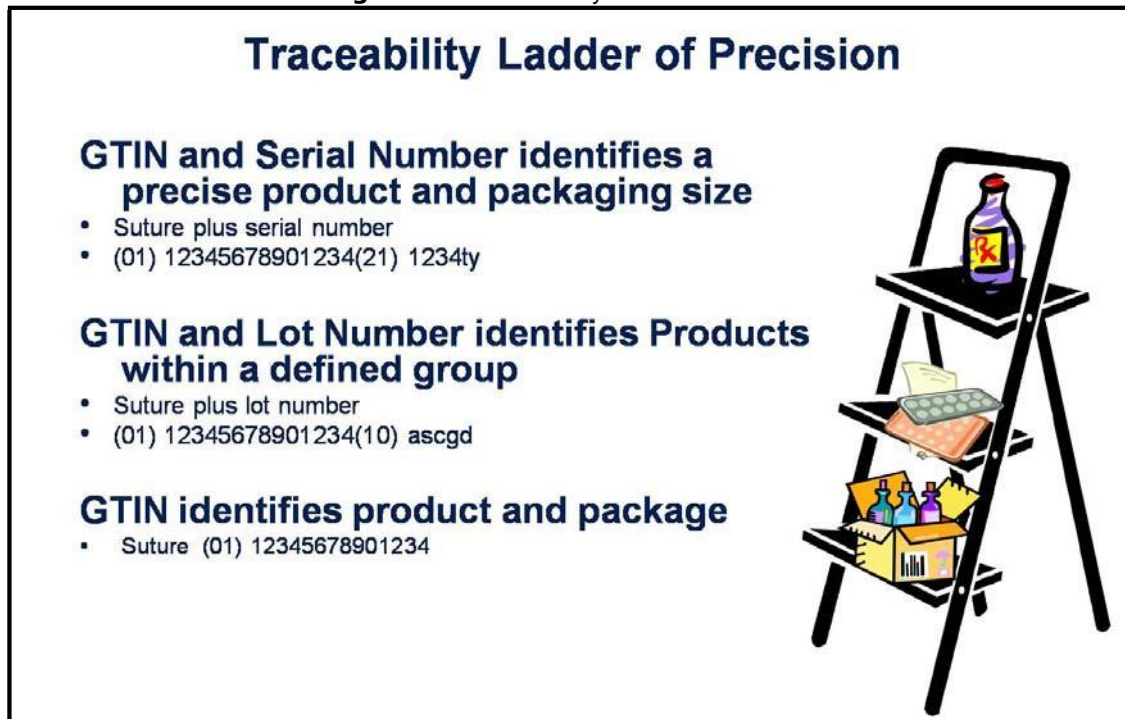 Traceability Ladder of Precision
GTIN and Serial Number identifies a
precise product and packaging size
• Suture plus serial number
• (01) 12345678901234(21) 1234ty
GTIN and Lot Number identifies Products
within a defined group
• Suture plus lot number
• (01) 12345678901234(10) ascgd
GTIN identifies product and package
• Suture (01) 12345678901234
Rx